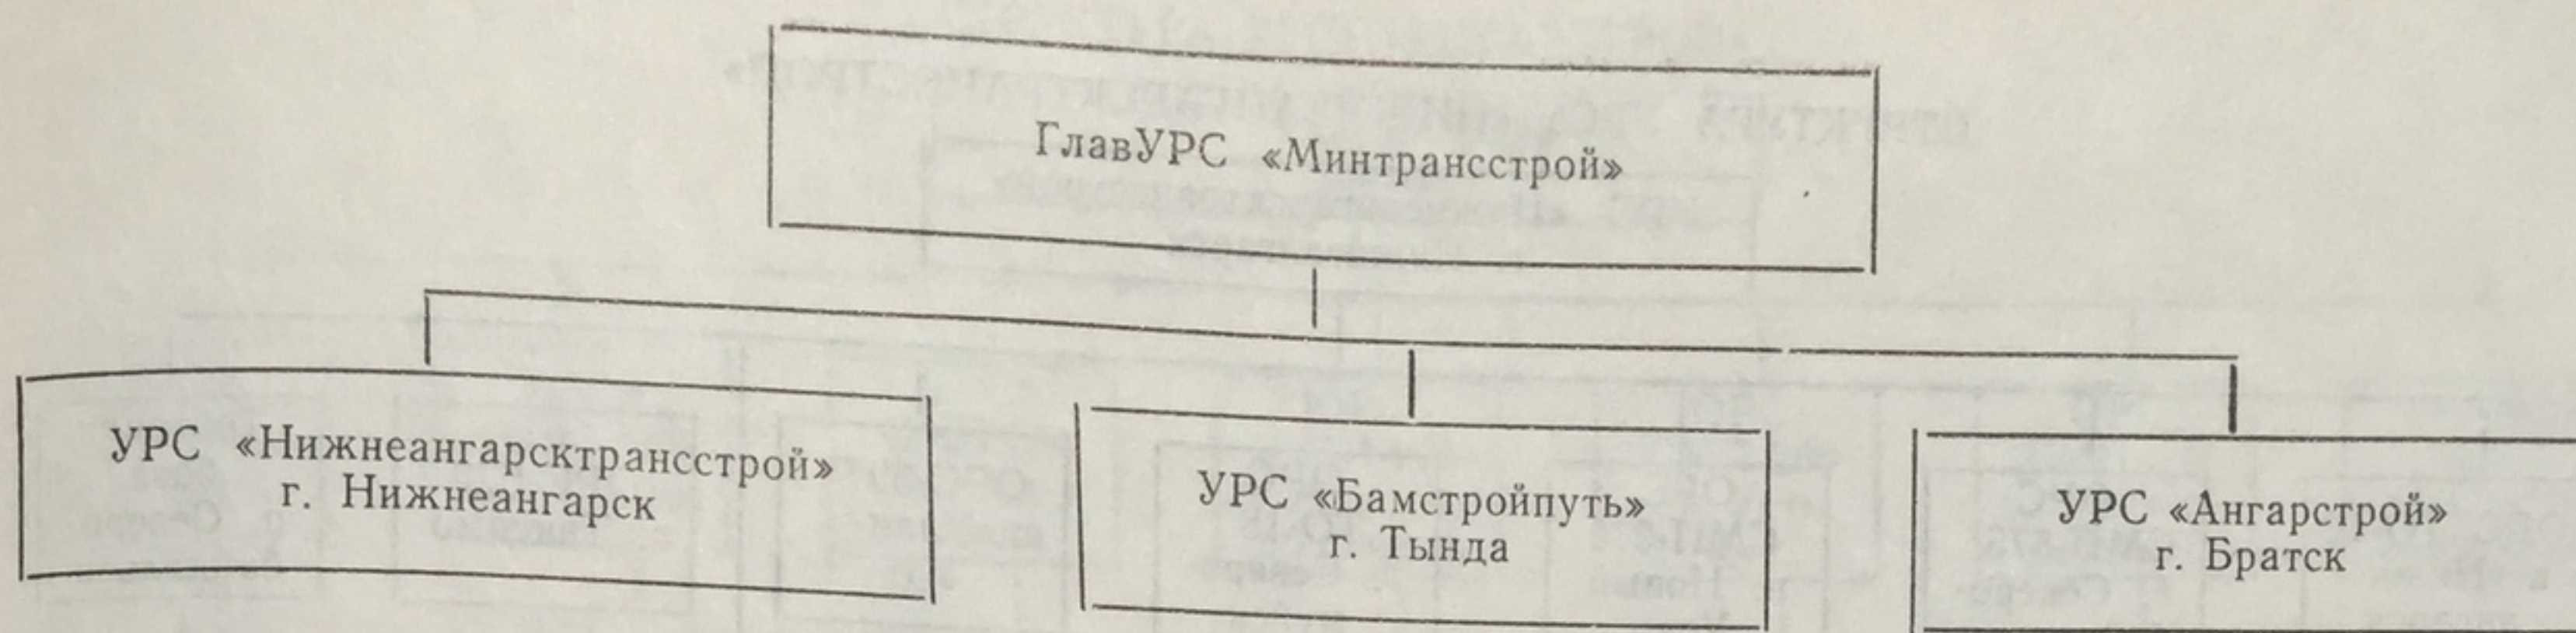 ГлавУРС «Минтрансстрой»
УРС «Нижнеангарсктрансстрой»
г. Нижнеангарск
УРС «Бамстройпуть»
г. Тында
УРС «Ангарстрой»
г. Братск